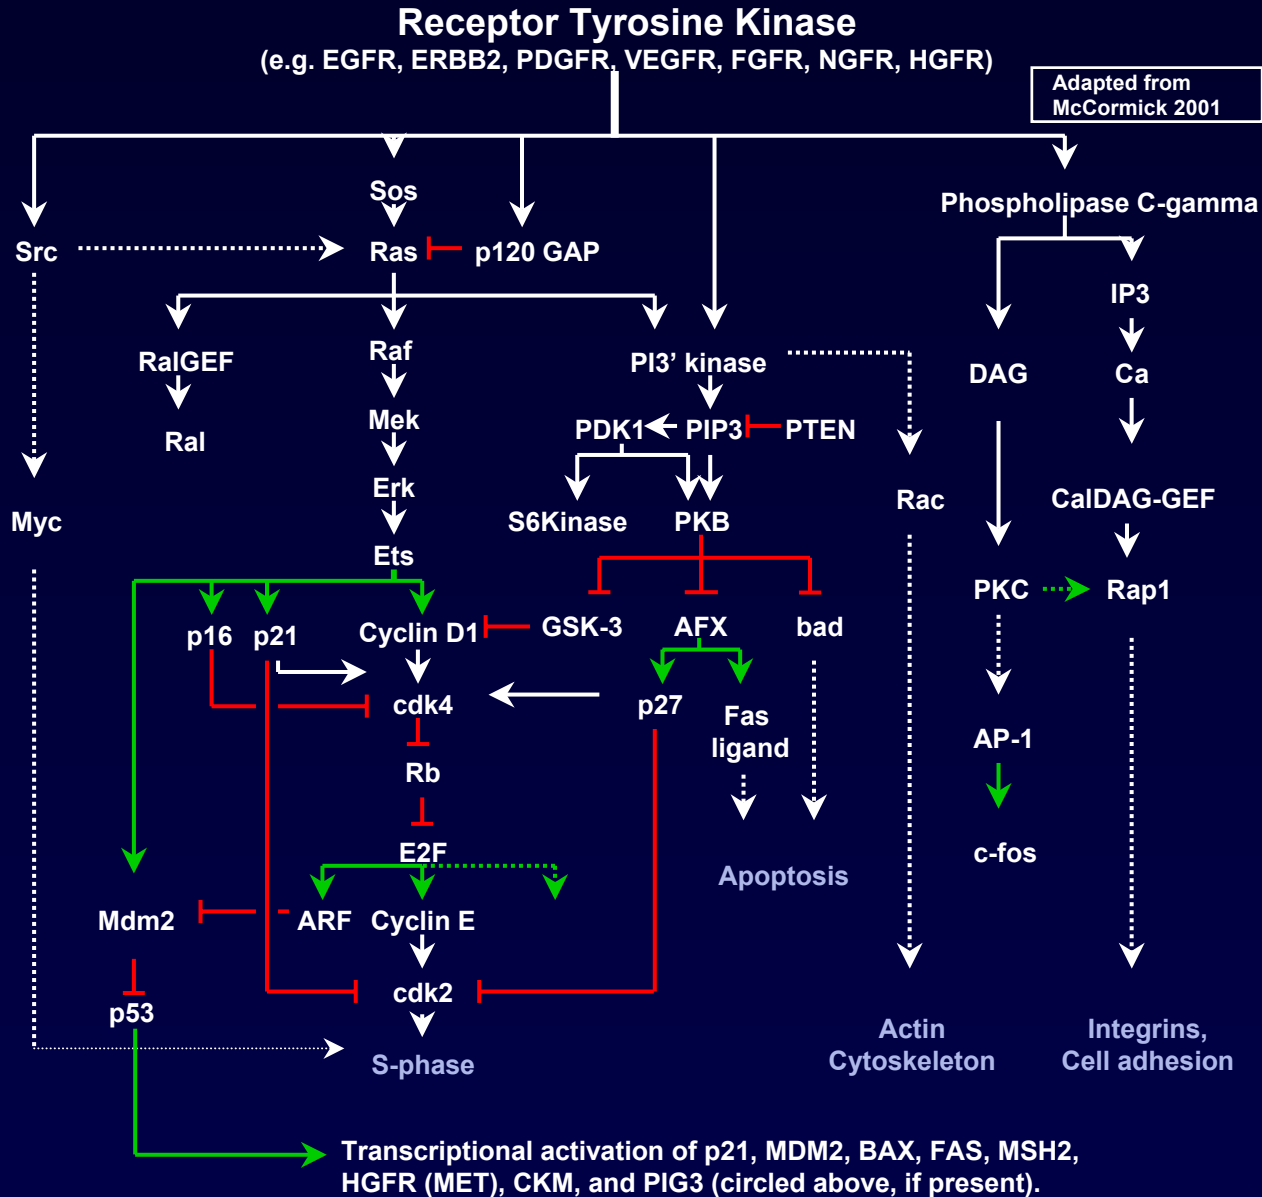 Receptor Tyrosine Kinase
(e.g. EGFR, ERBB2, PDGFR, VEGFR, FGFR, NGFR, HGFR)
Adapted from
McCormick 2001
Sos
Phospholipase C-gamma
Src
Ras
p120 GAP
IP3
RalGEF
Raf
PI3’ kinase
DAG
Ca
Ral
Mek
PDK1
PIP3
PTEN
Erk
Rac
CalDAG-GEF
Myc
S6Kinase
PKB
Ets
PKC
Rap1
p16
p21
Cyclin D1
GSK-3
AFX
bad
cdk4
p27
Fas
ligand
AP-1
Rb
E2F
c-fos
Apoptosis
Mdm2
ARF
Cyclin E
cdk2
p53
Actin
Cytoskeleton
Integrins,
Cell adhesion
S-phase
Transcriptional activation of p21, MDM2, BAX, FAS, MSH2,
HGFR (MET), CKM, and PIG3 (circled above, if present).